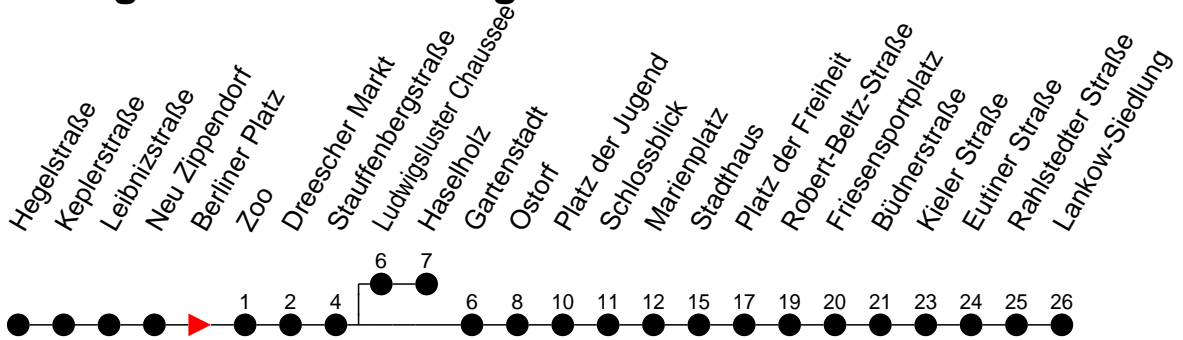 Hegelstraße
Keplerstraße
Leibnizstraße
Neu Zippendorf
Berliner Platz
Zoo
Dreescher Markt
Stauffenbergstraße
Ludwigsluster Chaussee
Haselholz
Gartenstadt
Ostorf
Platz der Jugend
Schlossblick
Marienplatz
Stadthaus
Platz der Freiheit
Robert-Beltz-Straße
Friesensportplatz
Büdnerstraße
Kieler Straße
Eutiner Straße
Rahlstedter Straße
Lankow-Siedlung
6 7
1 2 4 6 8 10 11 12 15 17 19 20 21 23 24 25 26